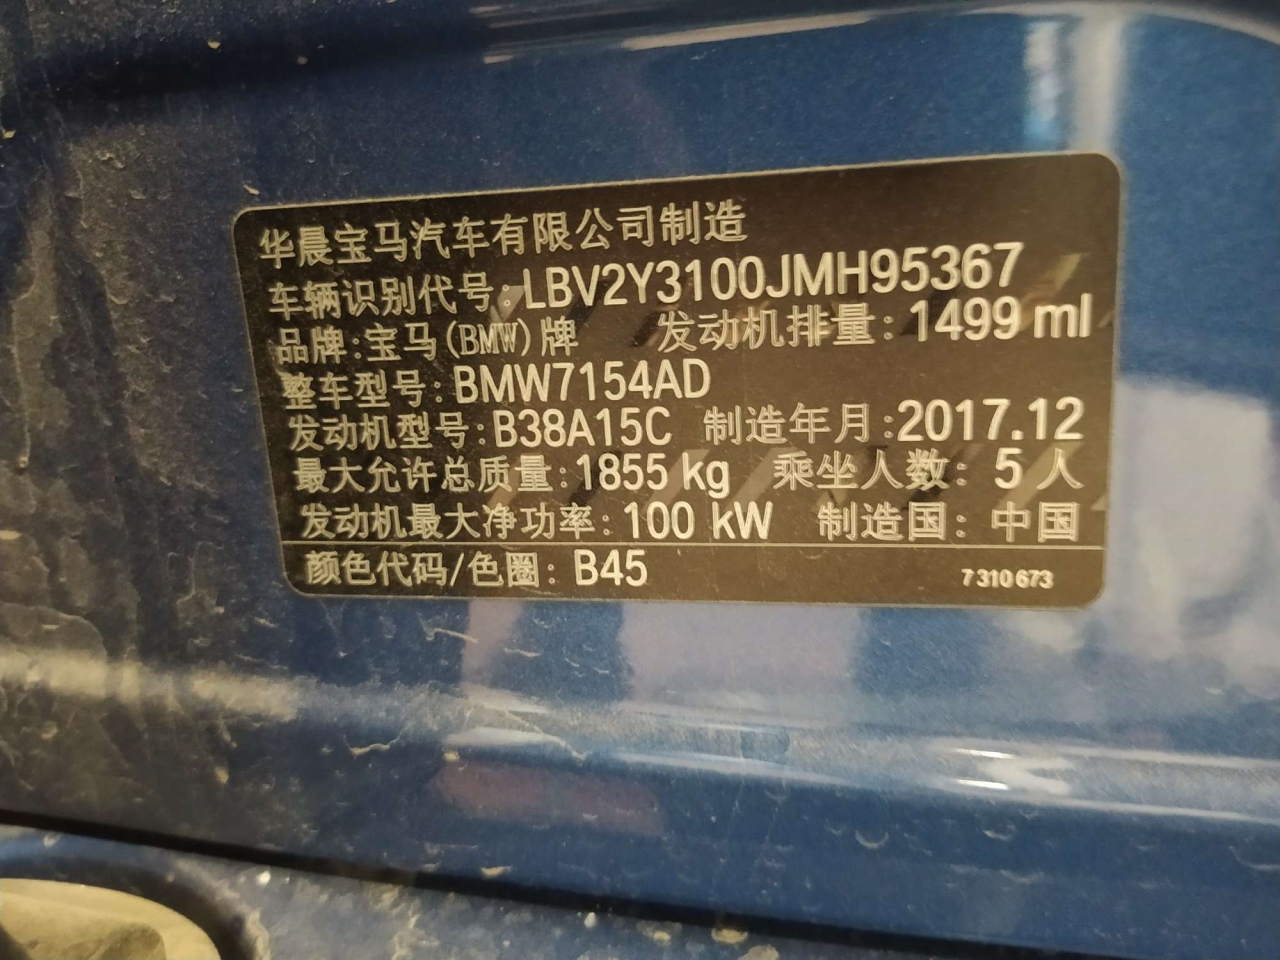 华晨宝马汽车有限公司制造
车辆识别代号:LBV2Y3100JMH95367
品牌:宝马(BMW)牌 发动机排量:1499 ml
整车型号:BMW7154AD
发动机型号:B38A15C 制造年月:2017.12
最大允许总质量:1855 kg 乘坐人数:5人
发动机最大净功率:100 kW 制造国:中国
颜色代码/色圈:B45 7310673